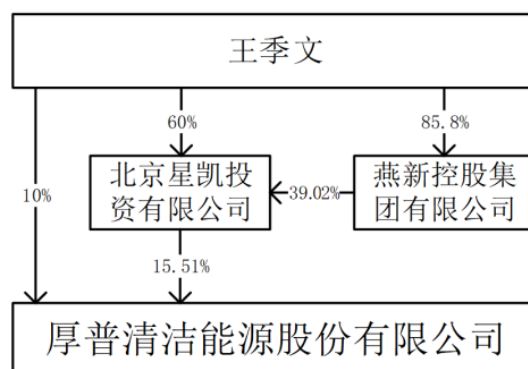 王季文
60%
85.8%
北京星凯投
资有限公司
燕新控股集
团有限公司
10%
39.02%
15.51%
厚普清洁能源股份有限公司